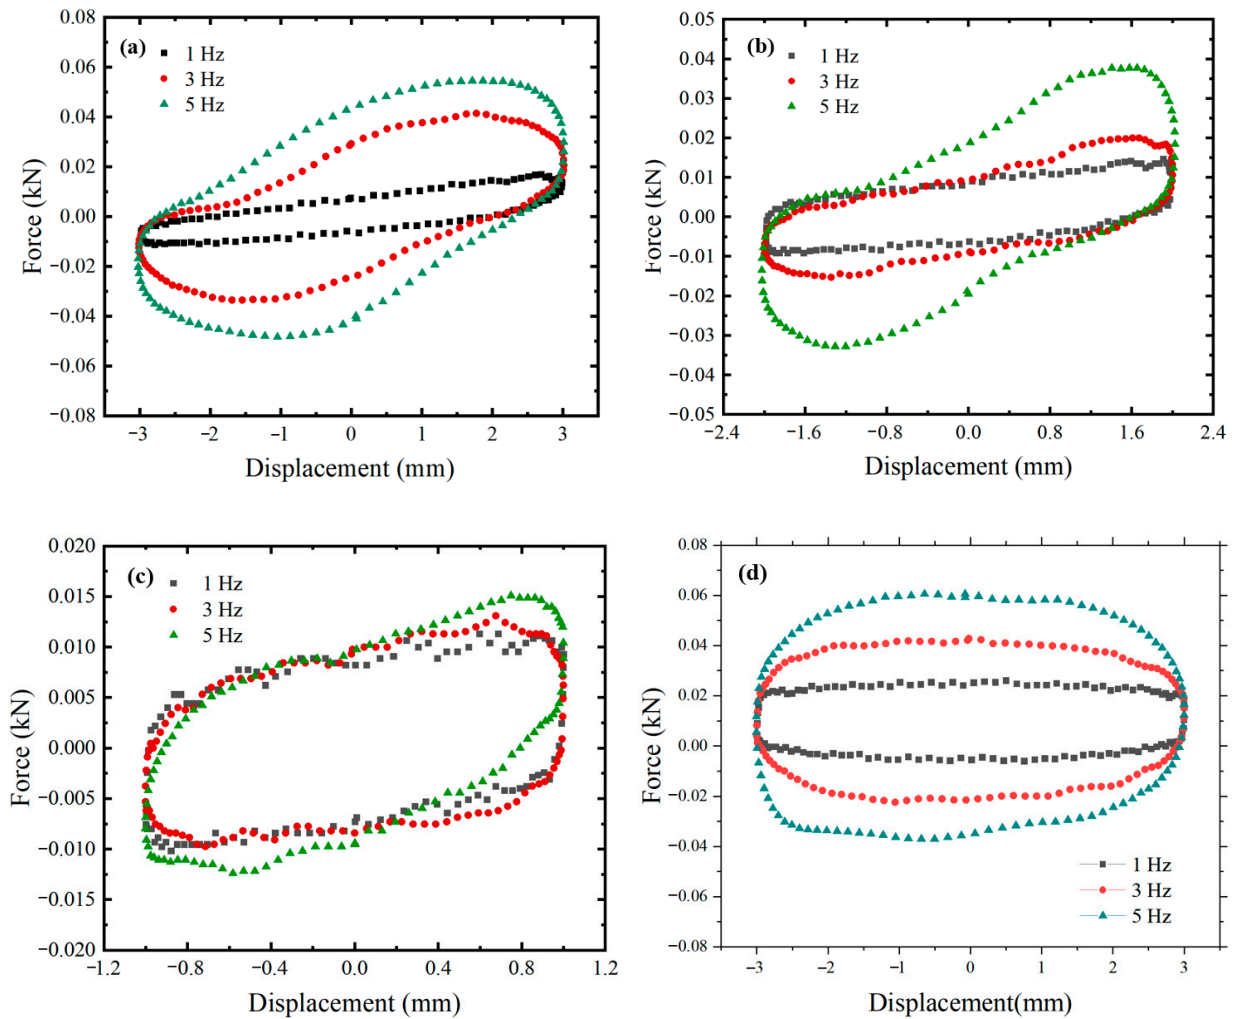 (a)
1 Hz
3 Hz
5 Hz
0.08
0.06
0.04
0.02
0.00
−0.02
−0.04
−0.06
−0.08
Force (kN)
−3 −2 −1 0 1 2 3
Displacement (mm)
(b)
1 Hz
3 Hz
5 Hz
0.05
0.04
0.03
0.02
0.01
0.00
−0.01
−0.02
−0.03
−0.04
−0.05
Force (kN)
−2.4 −1.6 −0.8 0.0 0.8 1.6 2.4
Displacement (mm)
(c)
1 Hz
3 Hz
5 Hz
0.020
0.015
0.010
0.005
0.000
−0.005
−0.010
−0.015
−0.020
Force (kN)
−1.2 −0.8 −0.4 0.0 0.4 0.8 1.2
Displacement (mm)
(d)
0.08
0.06
0.04
0.02
0.00
−0.02
−0.04
−0.06
−0.08
Force (kN)
1 Hz
3 Hz
5 Hz
−3 −2 −1 0 1 2 3
Displacement(mm)